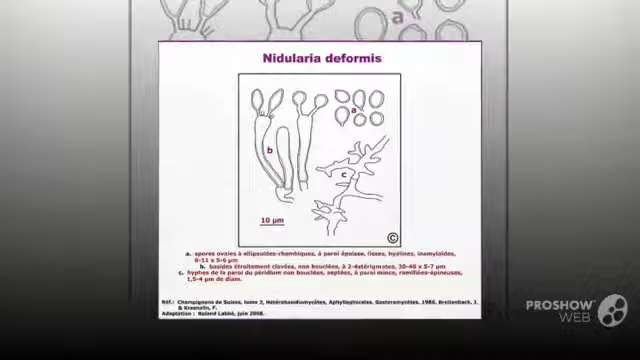 a
Nidularia deformis
a
b
c
10 µm
©
a. spores ovales à ellipsoïdes-rhombiques, à paroi épaisse, lisses, hyalines, inamyloïdes,
6-11 x 5-6 µm
b. basides étroitement clavées, non bouclées, à 2-4stérigmates, 30-40 x 5-7 µm
c. hyphes de la paroi du péridium non bouclées, septées, à paroi mince, ramifiées-épineuses,
1,5-4 µm de diam.
Réf.: Champignons de Suisse, tome 2, Hétérobasidiomycètes, Aphyllophorales, Gasteromycètes. 1986. Breitenbach, J.
& Kraenzlin, F.
Adaptation : Roland Labbé, juin 2008.
PROSHOW
WEB